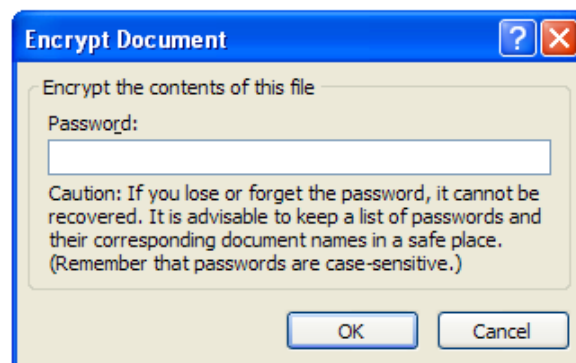 Encrypt Document
Encrypt the contents of this file
Password:
Caution: If you lose or forget the password, it cannot be
recovered. It is advisable to keep a list of passwords and
their corresponding document names in a safe place.
(Remember that passwords are case-sensitive.)
OK
Cancel